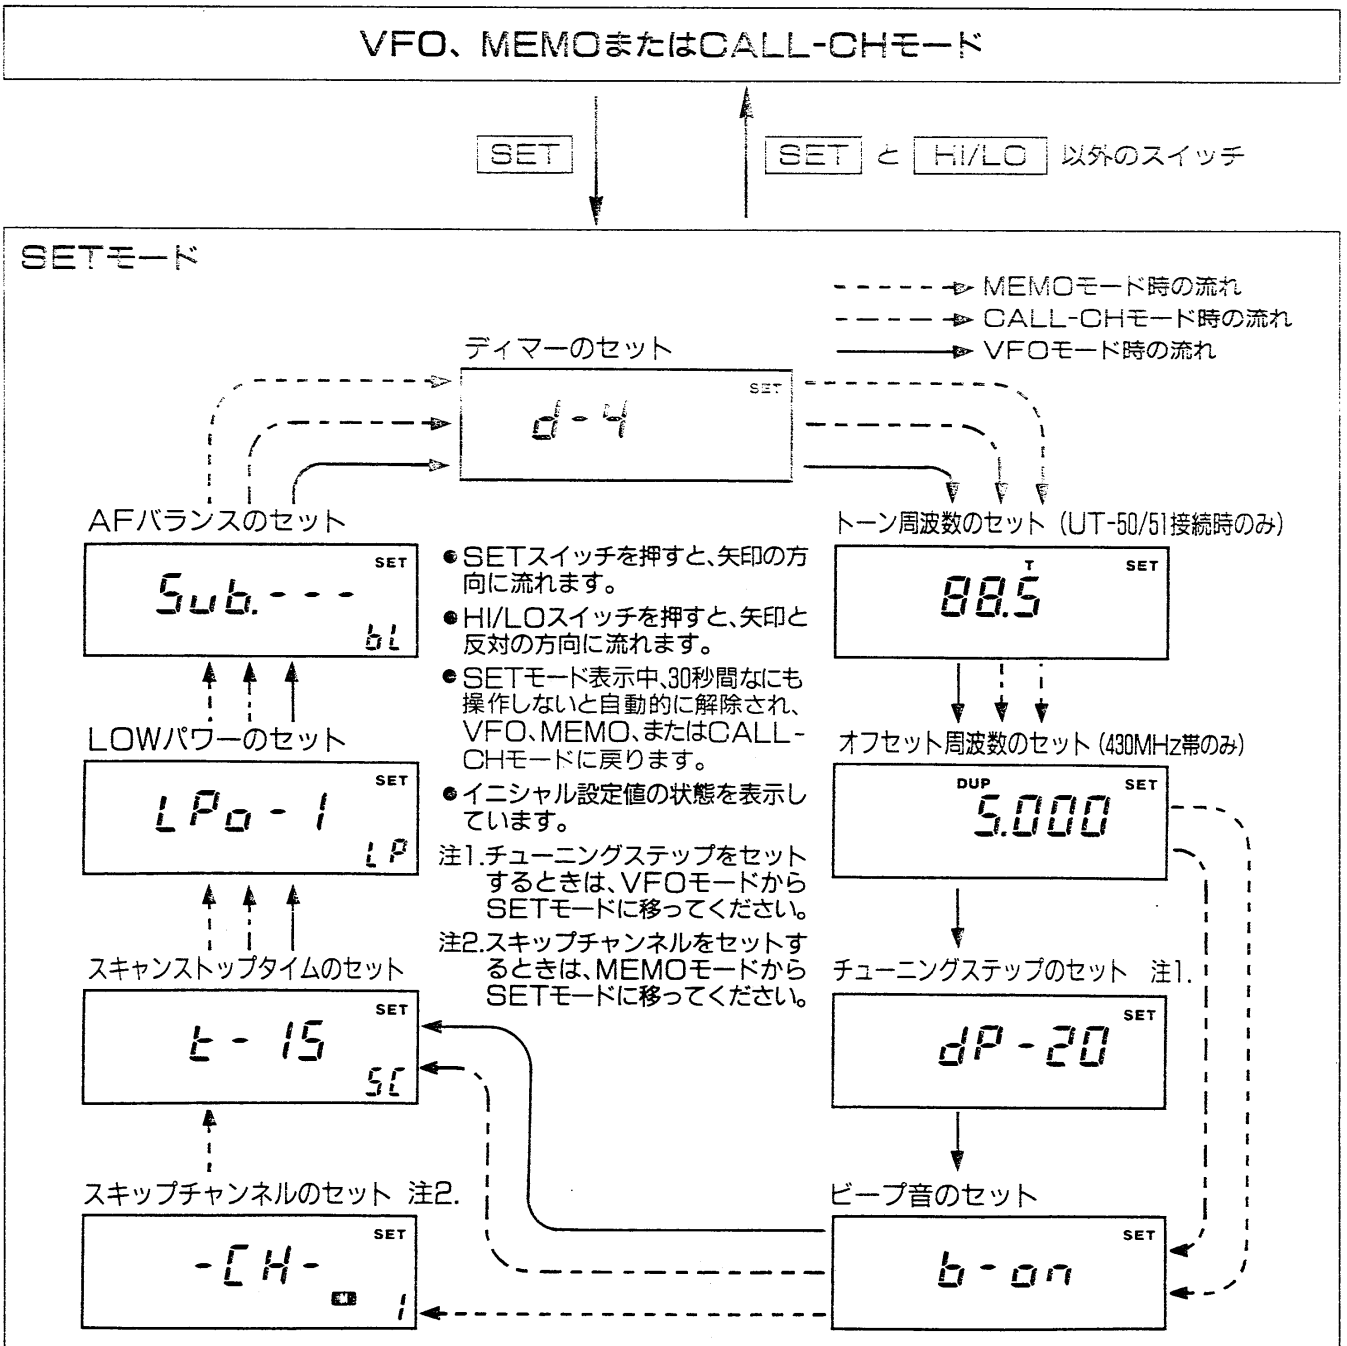 VFO、MEMOまたはCALL-CHモード
SET
SET と HI/LO 以外のスイッチ
SETモード
MEMOモード時の流れ
CALL-CHモード時の流れ
VFOモード時の流れ
ディマーのセット
SET
d-4
AFバランスのセット
SET
Sub.---
bL
トーン周波数のセット（UT-50/51接続時のみ）
T
SET
88.5
●SETスイッチを押すと、矢印の方
向に流れます。
●HI/LOスイッチを押すと、矢印と
反対の方向に流れます。
●SETモード表示中、30秒間なにも
操作しないと自動的に解除され、
VFO、MEMO、またはCALL-
CHモードに戻ります。
●イニシャル設定値の状態を表示し
ています。
注1.チューニングステップをセット
するときは、VFOモードから
SETモードに移ってください。
注2.スキップチャンネルをセットす
るときは、MEMOモードから
SETモードに移ってください。
LOWパワーのセット
SET
LPo-1
LP
オフセット周波数のセット（430MHz帯のみ）
DUP
SET
5.000
スキャンストップタイムのセット
SET
t-15
SC
チューニングステップのセット 注1.
SET
dP-20
スキップチャンネルのセット 注2.
SET
-CH-
M
1
ビープ音のセット
SET
b-on